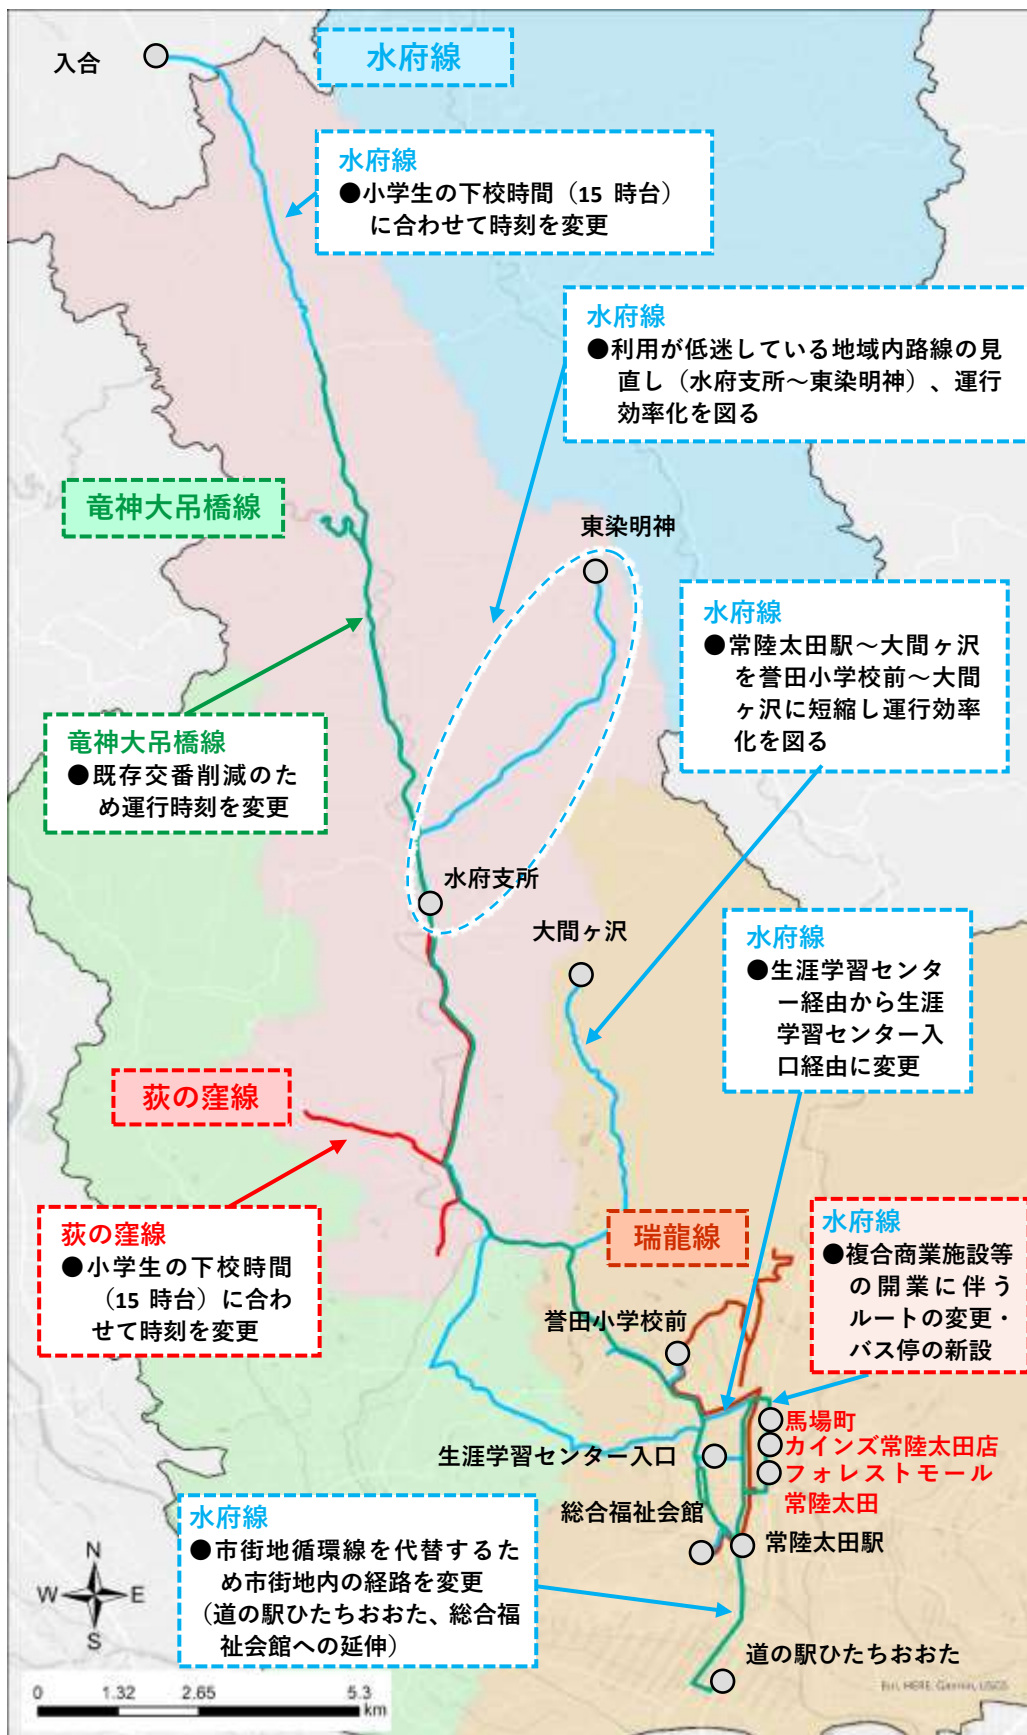 入合
水府線
水府線
●小学生の下校時間（15 時台）
に合わせて時刻を変更
水府線
●利用が低迷している地域内路線の見
直し（水府支所～東染明神）、運行
効率化を図る
竜神大吊橋線
東染明神
水府線
●常陸太田駅～大間ヶ沢
を誉田小学校前～大間
ヶ沢に短縮し運行効率
化を図る
竜神大吊橋線
●既存交番削減のた
め運行時刻を変更
水府支所
大間ヶ沢
水府線
●生涯学習センタ
ー経由から生涯
学習センター入
口経由に変更
荻の窪線
荻の窪線
●小学生の下校時間
（15 時台）に合わ
せて時刻を変更
瑞龍線
水府線
●複合商業施設等
の開業に伴う
ルートの変更・
バス停の新設
誉田小学校前
馬場町
カインズ常陸太田店
フォレストモール
常陸太田
生涯学習センター入口
総合福祉会館
常陸太田駅
水府線
●市街地循環線を代替するた
め市街地内の経路を変更
（道の駅ひたちおおた、総合福
祉会館への延伸）
道の駅ひたちおおた
N
W E
S
0 1.32 2.65 5.3
km
Esri, HERE, Garmin, USGS